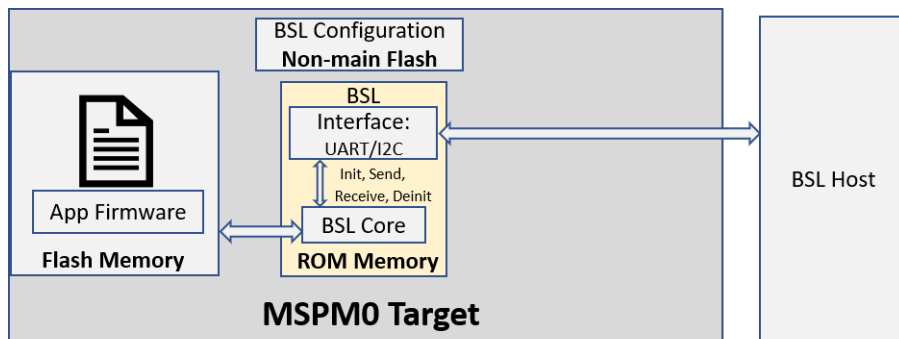 BSL Configuration
Non-main Flash
BSL
Interface:
UART/I2C
Init, Send,
Receive, Deinit
BSL Core
ROM Memory
App Firmware
Flash Memory
BSL Host
MSPM0 Target